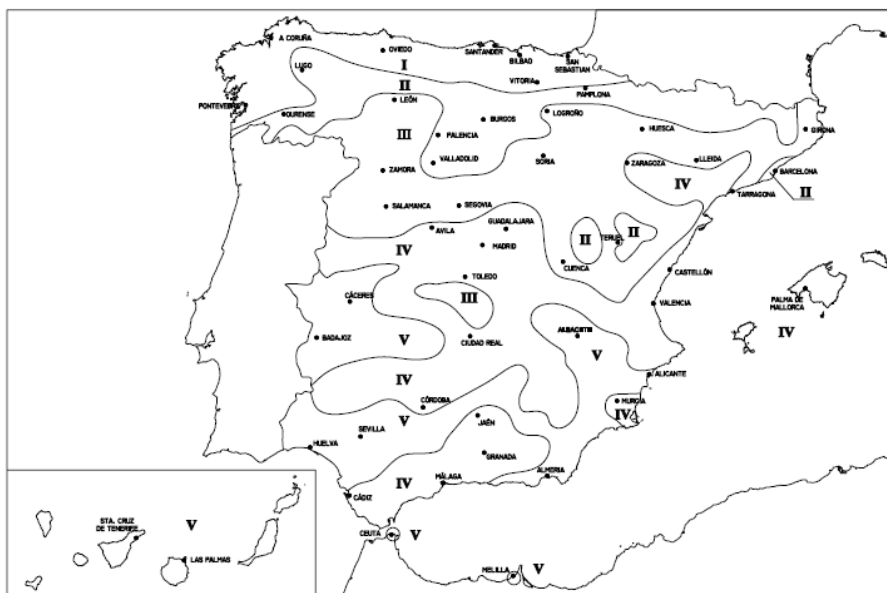 A CORUÑA
OVIEDO
SANTANDER
BILBAO
SAN
SEBASTIAN
LUGO
I
VITORIA
II
PAMPLONA
PONTEVEDRA
LEÓN
OURENSE
BURGOS
LOGROÑO
III
PALENCIA
HUESCA
GIRONA
VALLADOLID
SORIA
ZARAGOZA
LLEIDA
ZAMORA
BARCELONA
IV
TARRAGONA
II
SALAMANCA
SEGOVIA
AVILA
GUADALAJARA
II
II
TERUEL
IV
MADRID
CUENCA
CASTELLÓN
TOLEDO
CÁCERES
III
VALENCIA
PALMA DE
MALLORCA
IV
BADAJOZ
V
CIUDAD REAL
ALBACETE
V
IV
ALICANTE
CÓRDOBA
MURCIA
IV
V
JAÉN
SEVILLA
HUELVA
GRANADA
IV
MÁLAGA
ALMERIA
CÁDIZ
STA. CRUZ
DE TENERIFE
V
LAS PALMAS
CEUTA
V
MELILLA
V